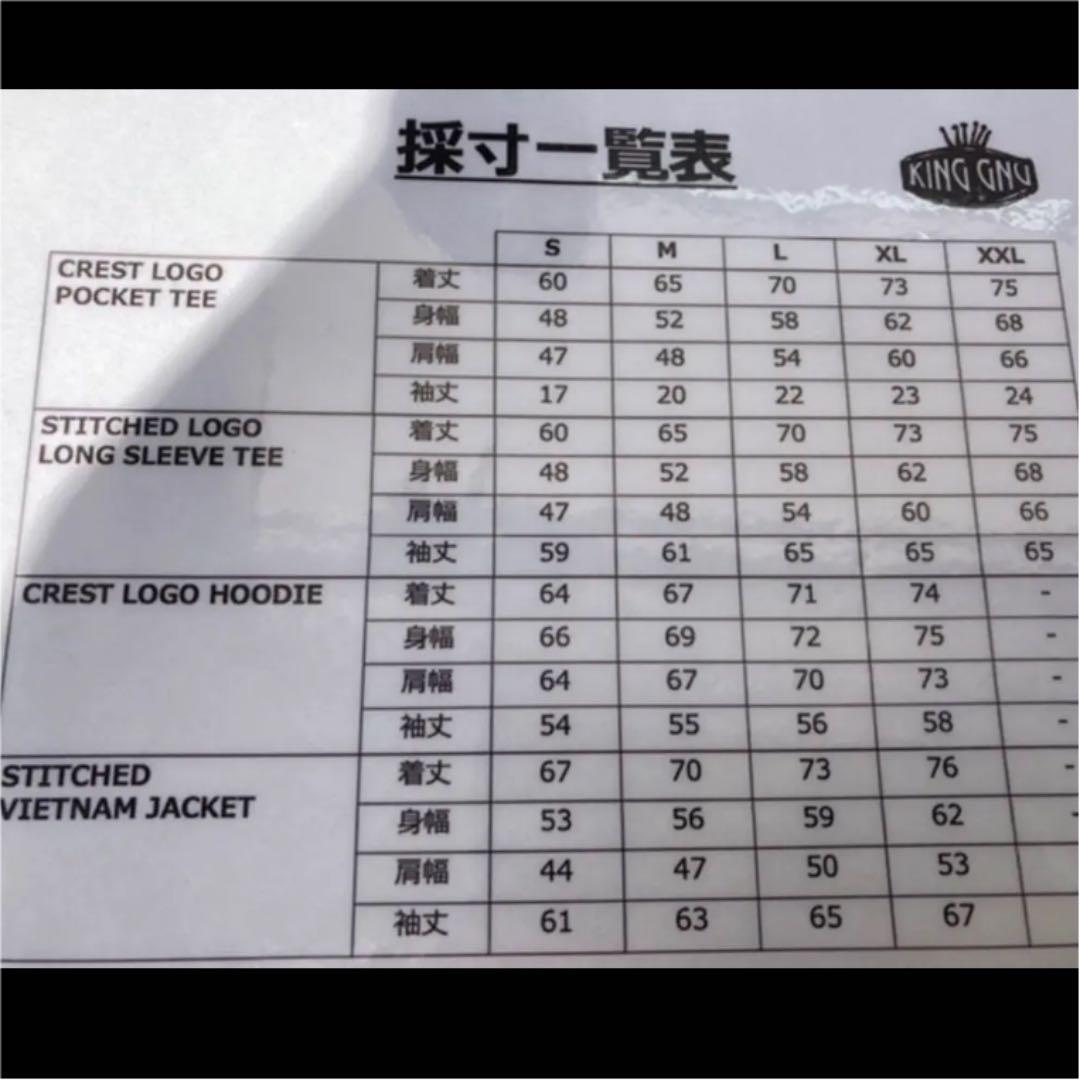 採寸一覧表
KING GNU
S M L XL XXL
CREST LOGO
POCKET TEE
着丈 60 65 70 73 75
身幅 48 52 58 62 68
肩幅 47 48 54 60 66
袖丈 17 20 22 23 24
STITCHED LOGO
LONG SLEEVE TEE
着丈 60 65 70 73 75
身幅 48 52 58 62 68
肩幅 47 48 54 60 66
袖丈 59 61 65 65 65
CREST LOGO HOODIE
着丈 64 67 71 74 -
身幅 66 69 72 75 -
肩幅 64 67 70 73 -
袖丈 54 55 56 58 -
STITCHED
VIETNAM JACKET
着丈 67 70 73 76 -
身幅 53 56 59 62 -
肩幅 44 47 50 53
袖丈 61 63 65 67